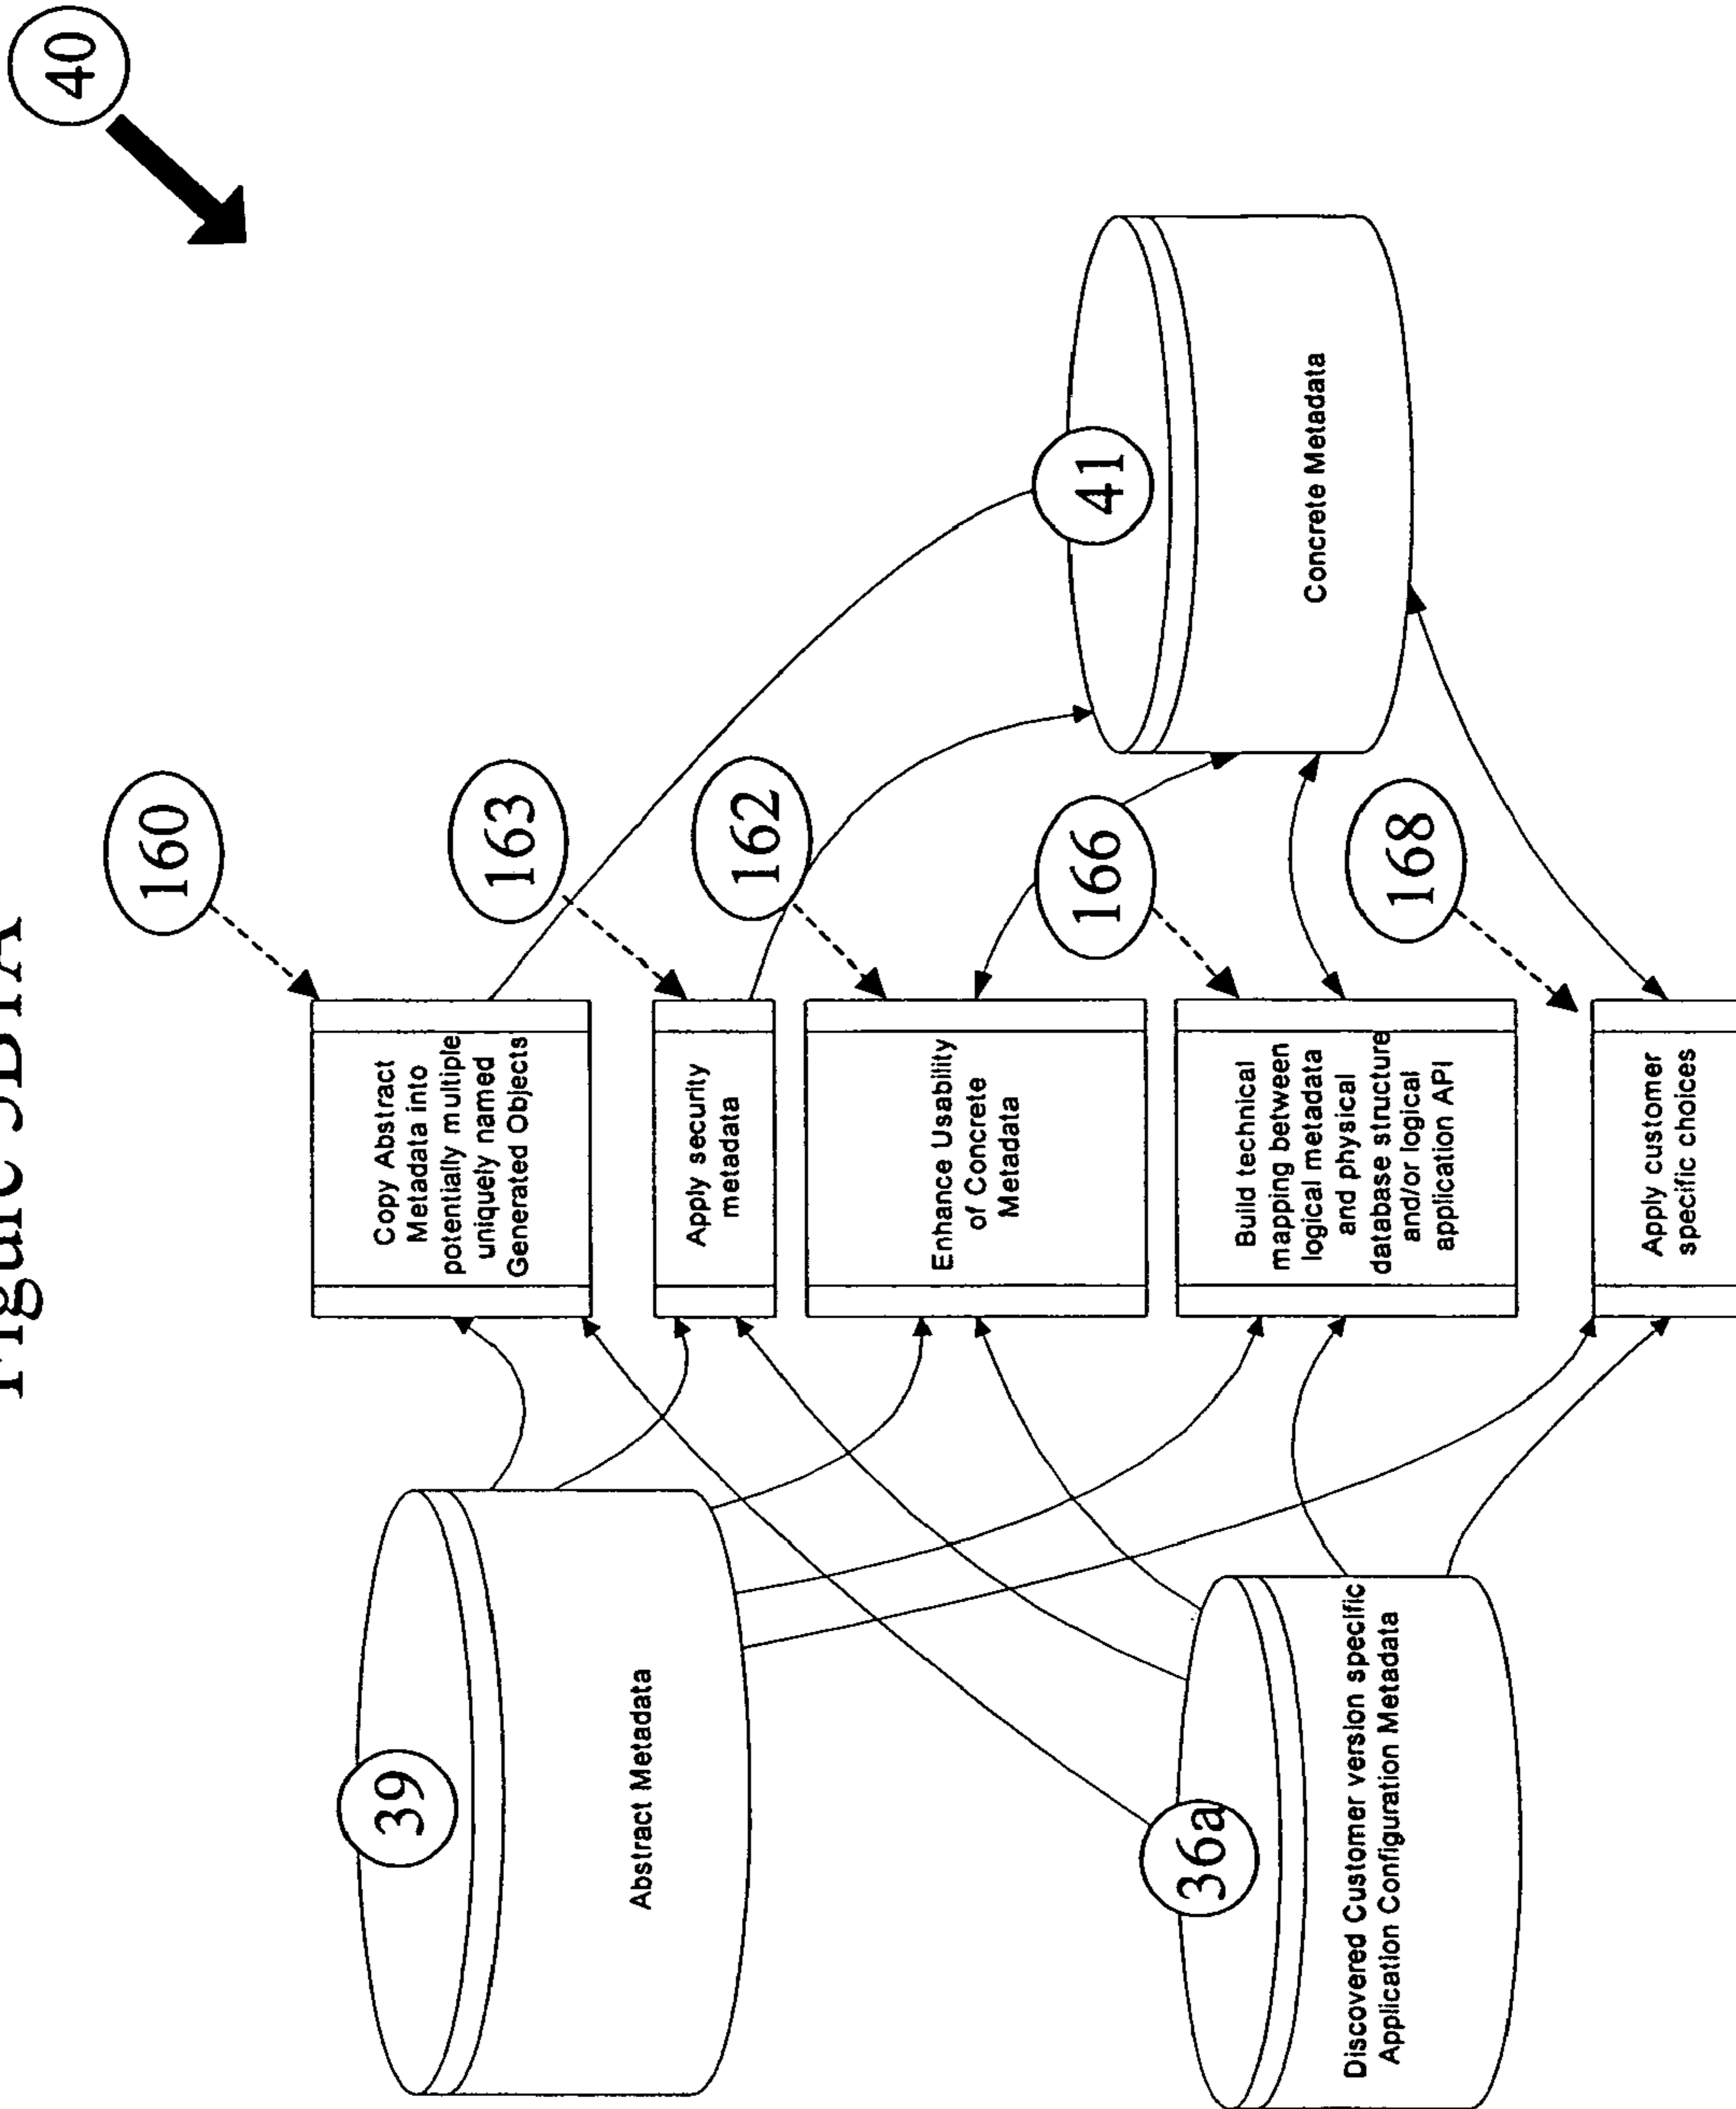 Figure
40
160
Copy Abstract
Metadata into
potentially multiple
uniquely named
Generated Objects
39
Abstract Metadata
163
Apply security
metadata
162
Enhance Usability
of Concrete
Metadata
41
Concrete Metadata
166
Build technical
mapping between
logical metadata
and physical
database structure
and/or logical
application API
36a
Discovered Customer version specific
Application Configuration Metadata
168
Apply customer
specific choices